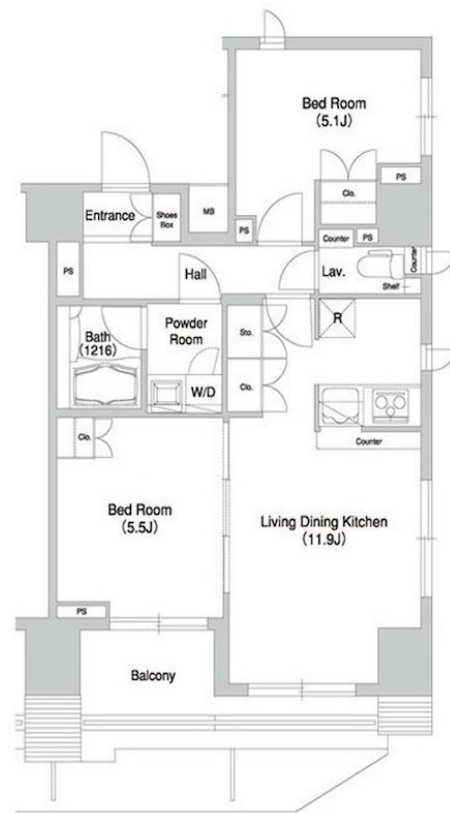 Bed Room
(5.1J)
PS
Clo.
Entrance
Shoes
Box
MB
PS
Counter
PS
Counter
PS
Hall
Lav.
Shelf
Bath
(1216)
Powder
Room
Sto.
R
W/D
Clo.
Counter
Clo.
Bed Room
(5.5J)
Living Dining Kitchen
(11.9J)
PS
Balcony